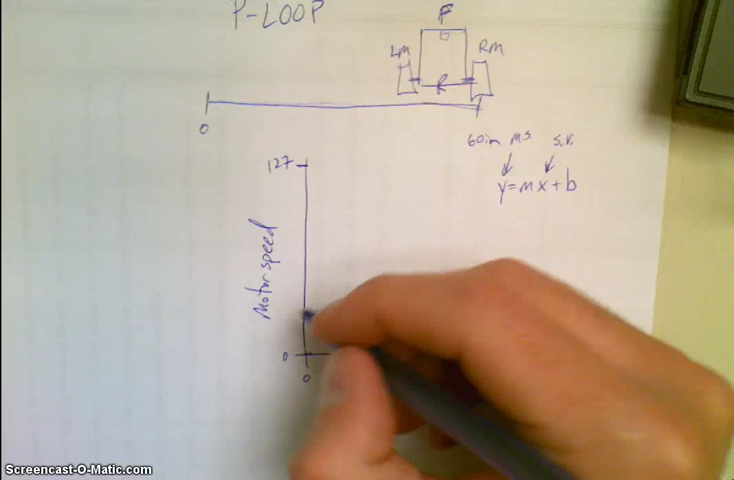 P-LOOP
F
LM
RM
R
0
60in ms s.v.
y=mx+b
127
Motor speed
0
0
Screencast-O-Matic.com